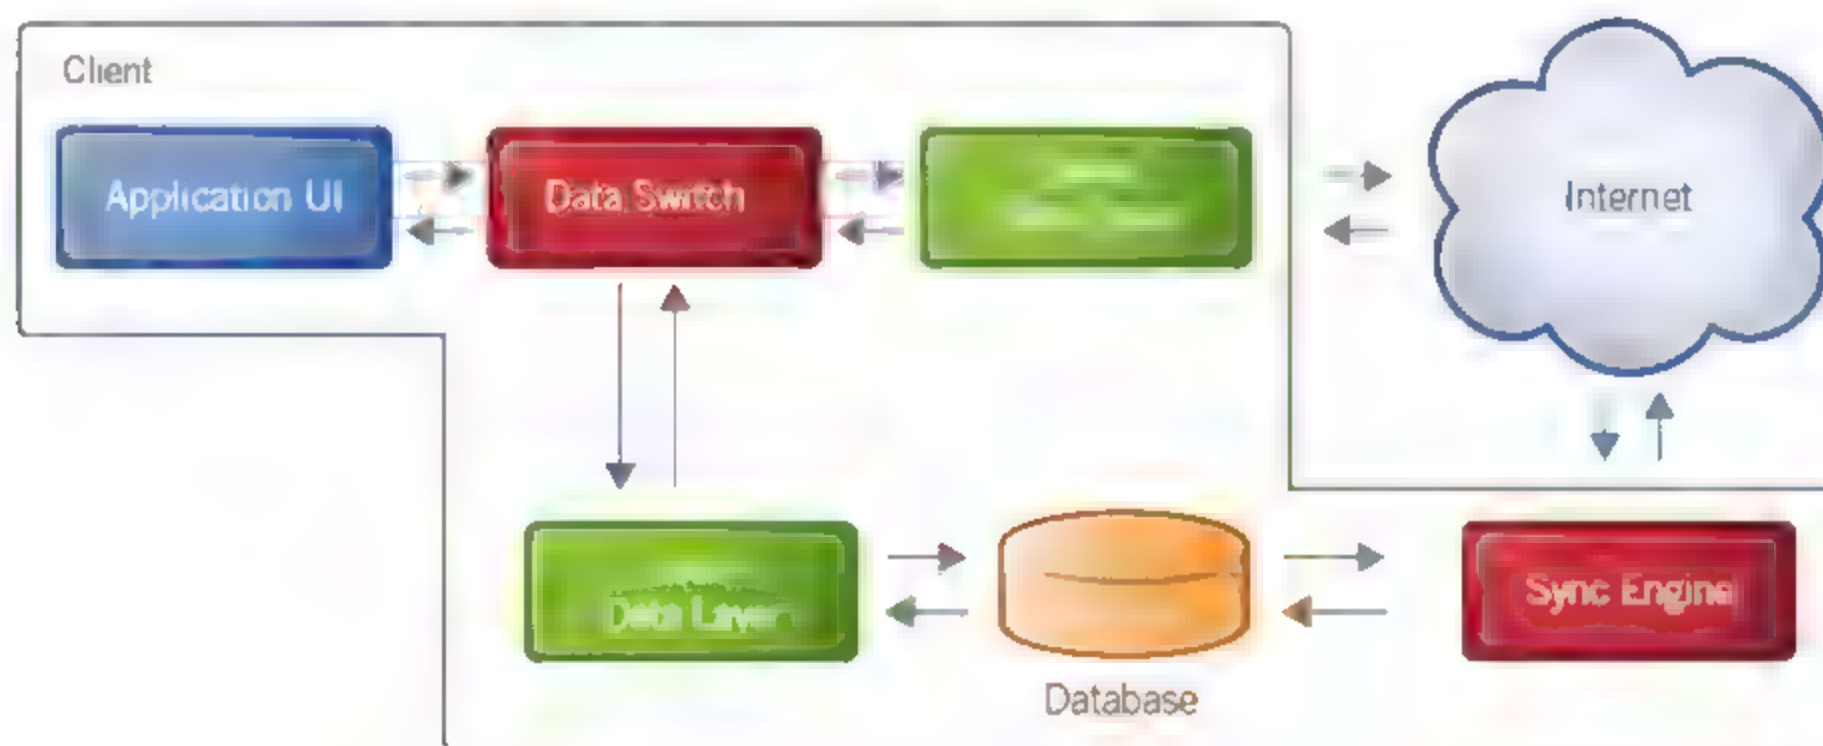 Client
Application UI
Data Switch
Internet
Data Layer
Sync Engine
Database